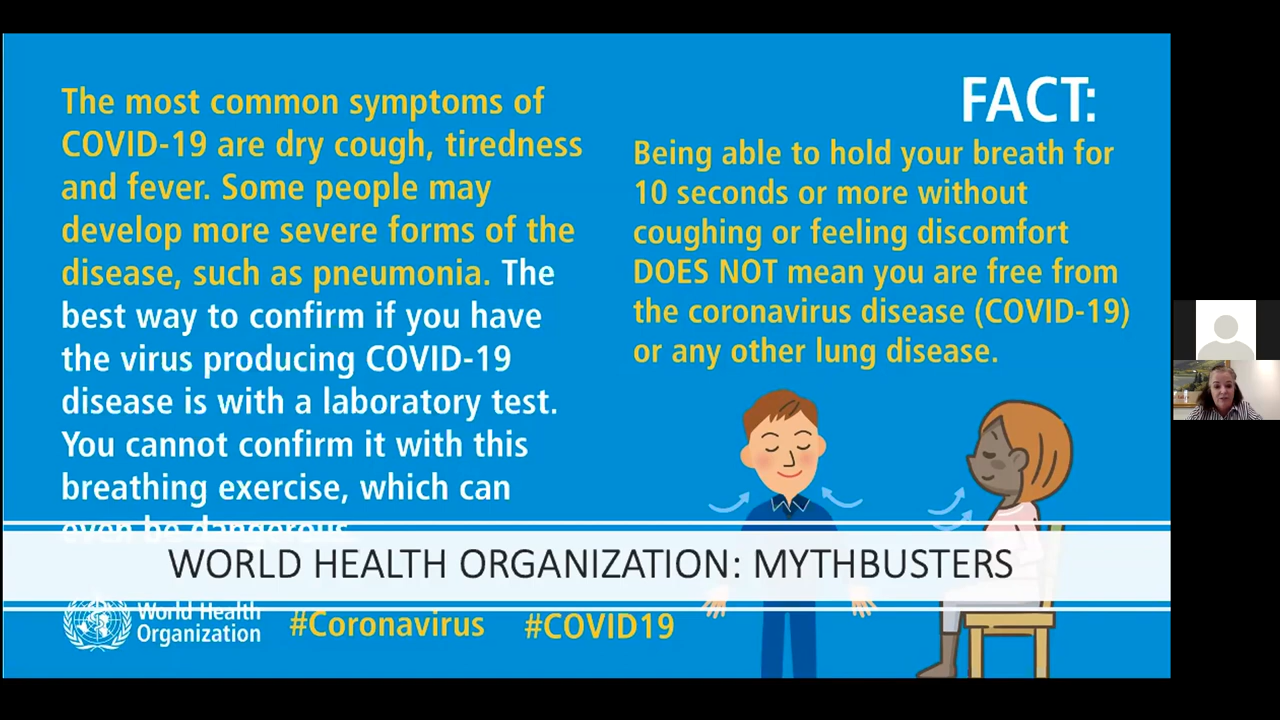 The most common symptoms of
COVID-19 are dry cough, tiredness
and fever. Some people may
develop more severe forms of the
disease, such as pneumonia. The
best way to confirm if you have
the virus producing COVID-19
disease is with a laboratory test.
You cannot confirm it with this
breathing exercise, which can
even be dangerous.
FACT:
Being able to hold your breath for
10 seconds or more without
coughing or feeling discomfort
DOES NOT mean you are free from
the coronavirus disease (COVID-19)
or any other lung disease.
WORLD HEALTH ORGANIZATION: MYTHBUSTERS
World Health
Organization
#Coronavirus #COVID19